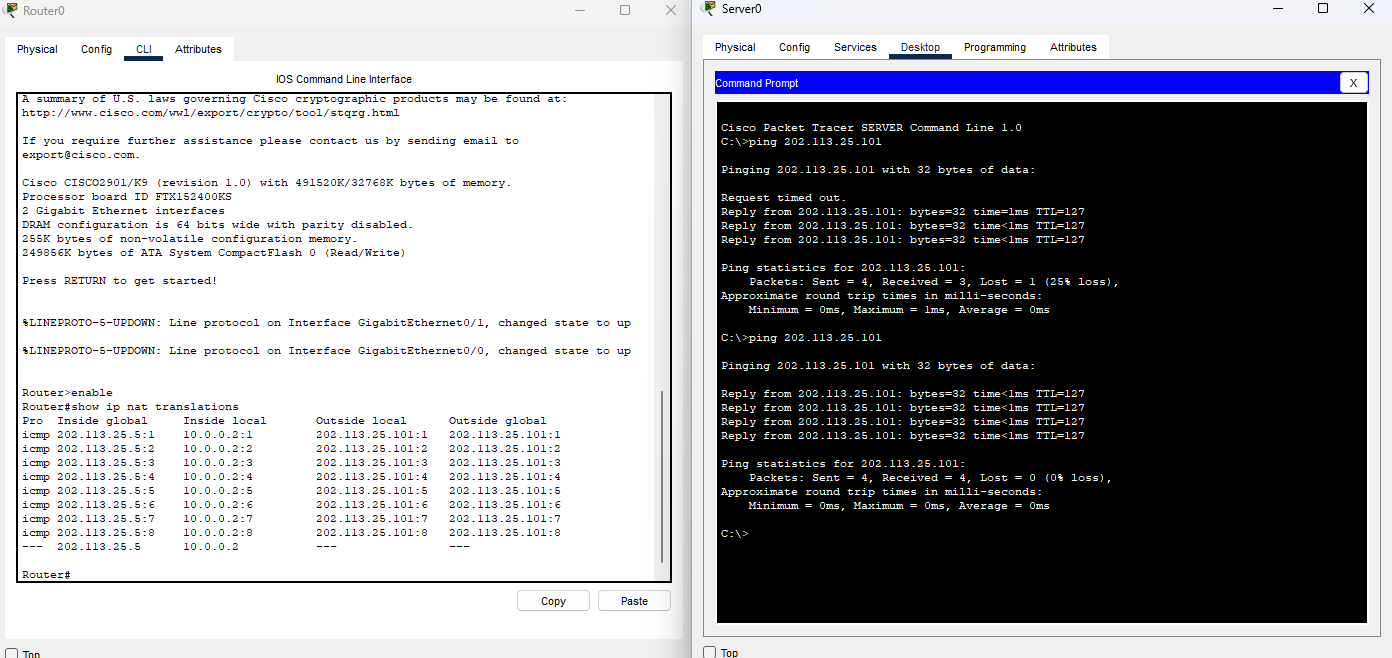 Router0
Physical Config CLI Attributes
IOS Command Line Interface
A summary of U.S. laws governing Cisco cryptographic products may be found at:
http://www.cisco.com/wwl/export/crypto/tool/stqrg.html
If you require further assistance please contact us by sending email to
export@cisco.com.
Cisco CISCO2901/K9 (revision 1.0) with 491520K/32768K bytes of memory.
Processor board ID FTX152400KS
2 Gigabit Ethernet interfaces
DRAM configuration is 64 bits wide with parity disabled.
255K bytes of non-volatile configuration memory.
249856K bytes of ATA System CompactFlash 0 (Read/Write)
Press RETURN to get started!
%LINEPROTO-5-UPDOWN: Line protocol on Interface GigabitEthernet0/1, changed state to up
%LINEPROTO-5-UPDOWN: Line protocol on Interface GigabitEthernet0/0, changed state to up
Router>enable
Router#show ip nat translations
Pro Inside global Inside local Outside local Outside global
icmp 202.113.25.5:1 10.0.0.2:1 202.113.25.101:1 202.113.25.101:1
icmp 202.113.25.5:2 10.0.0.2:2 202.113.25.101:2 202.113.25.101:2
icmp 202.113.25.5:3 10.0.0.2:3 202.113.25.101:3 202.113.25.101:3
icmp 202.113.25.5:4 10.0.0.2:4 202.113.25.101:4 202.113.25.101:4
icmp 202.113.25.5:5 10.0.0.2:5 202.113.25.101:5 202.113.25.101:5
icmp 202.113.25.5:6 10.0.0.2:6 202.113.25.101:6 202.113.25.101:6
icmp 202.113.25.5:7 10.0.0.2:7 202.113.25.101:7 202.113.25.101:7
icmp 202.113.25.5:8 10.0.0.2:8 202.113.25.101:8 202.113.25.101:8
--- 202.113.25.5 10.0.0.2 --- ---
Router#
Copy Paste
Top
Server0
Physical Config Services Desktop Programming Attributes
Command Prompt X
Cisco Packet Tracer SERVER Command Line 1.0
C:\>ping 202.113.25.101
Pinging 202.113.25.101 with 32 bytes of data:
Request timed out.
Reply from 202.113.25.101: bytes=32 time=1ms TTL=127
Reply from 202.113.25.101: bytes=32 time<1ms TTL=127
Reply from 202.113.25.101: bytes=32 time<1ms TTL=127
Ping statistics for 202.113.25.101:
Packets: Sent = 4, Received = 3, Lost = 1 (25% loss),
Approximate round trip times in milli-seconds:
Minimum = 0ms, Maximum = 1ms, Average = 0ms
C:\>ping 202.113.25.101
Pinging 202.113.25.101 with 32 bytes of data:
Reply from 202.113.25.101: bytes=32 time<1ms TTL=127
Reply from 202.113.25.101: bytes=32 time<1ms TTL=127
Reply from 202.113.25.101: bytes=32 time<1ms TTL=127
Reply from 202.113.25.101: bytes=32 time<1ms TTL=127
Ping statistics for 202.113.25.101:
Packets: Sent = 4, Received = 4, Lost = 0 (0% loss),
Approximate round trip times in milli-seconds:
Minimum = 0ms, Maximum = 0ms, Average = 0ms
C:\>
Top